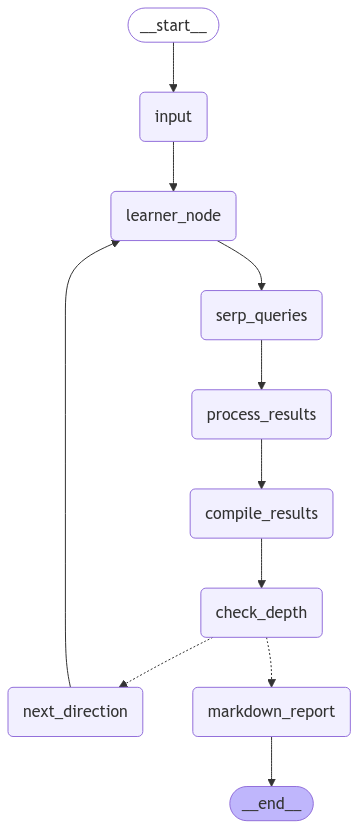 __start__
input
learner_node
serp_queries
process_results
compile_results
check_depth
next_direction
markdown_report
__end__